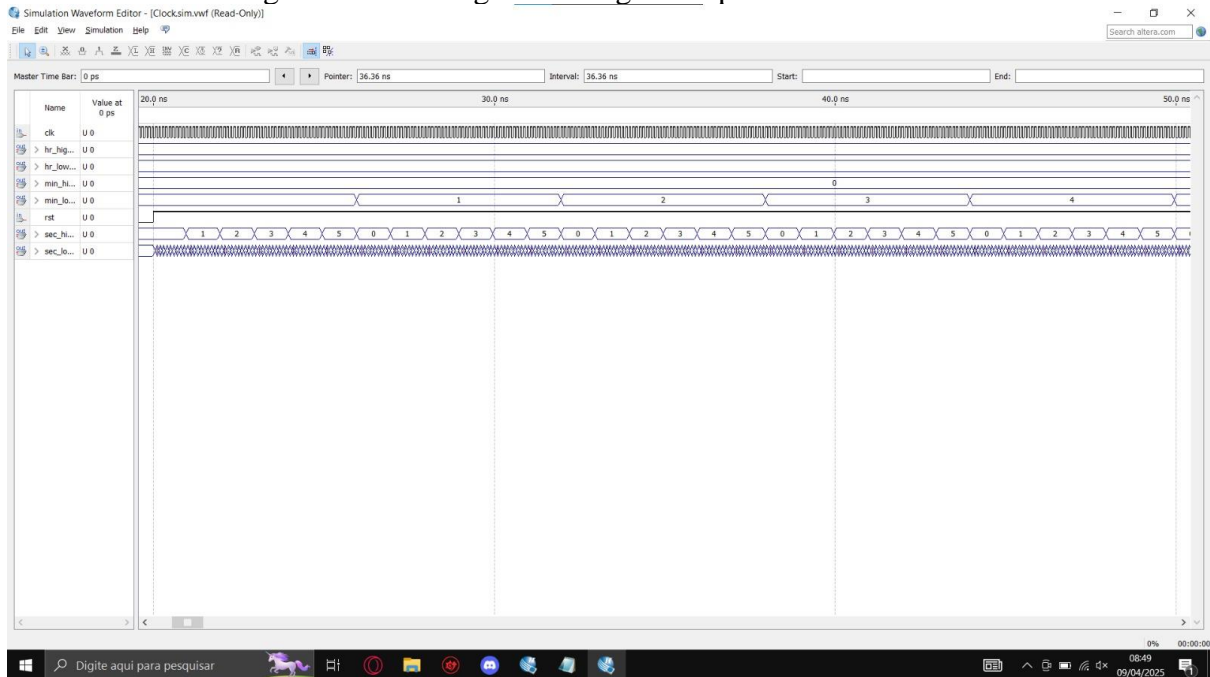 Simulation Waveform Editor - [Clock.sim.vwf (Read-Only)]
File Edit View Simulation Help
Search altera.com
Master Time Bar: 0 ps
Pointer: 36.36 ns
Interval: 36.36 ns
Start:
End:
Name Value at 0 ps
20.0 ns 30.0 ns 40.0 ns 50.0 ns
clk U 0
hr_hig... U 0
hr_low... U 0
min_hi... U 0 0
min_lo... U 0 1 2 3 4
rst U 0
sec_hi... U 0 1 2 3 4 5 0 1 2 3 4 5 0 1 2 3 4 5 0 1 2 3 4 5 0 1 2 3 4 5
sec_lo... U 0
0% 00:00:00
Digite aqui para pesquisar
08:49
09/04/2025